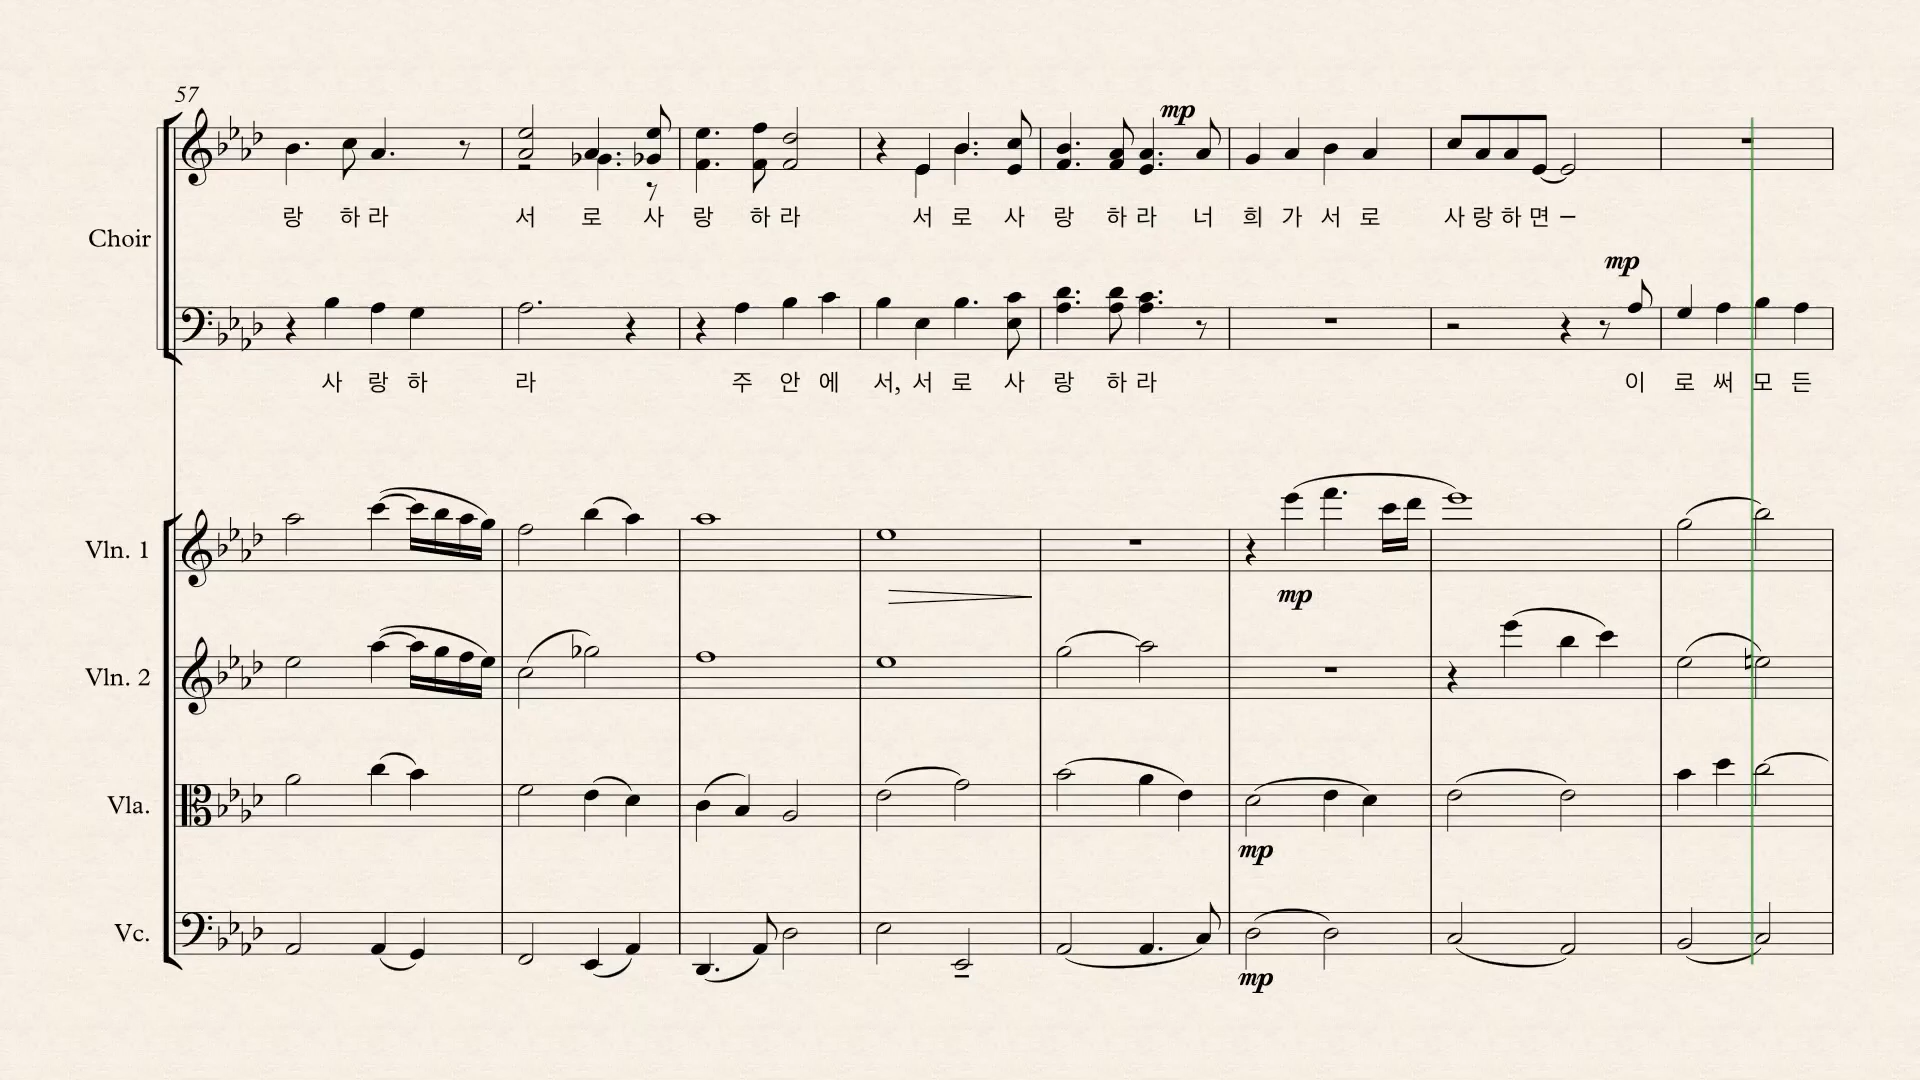 57
mp
랑 하 라 서 로 사 랑 하 라 서 로 사 랑 하 라 너 희 가 서 로 사 랑 하 면 –
Choir
mp
사 랑 하 라 주 안 에 서, 서 로 사 랑 하 라 이 로 써 모 든
Vln. 1
mp
Vln. 2
Vla.
mp
Vc.
mp